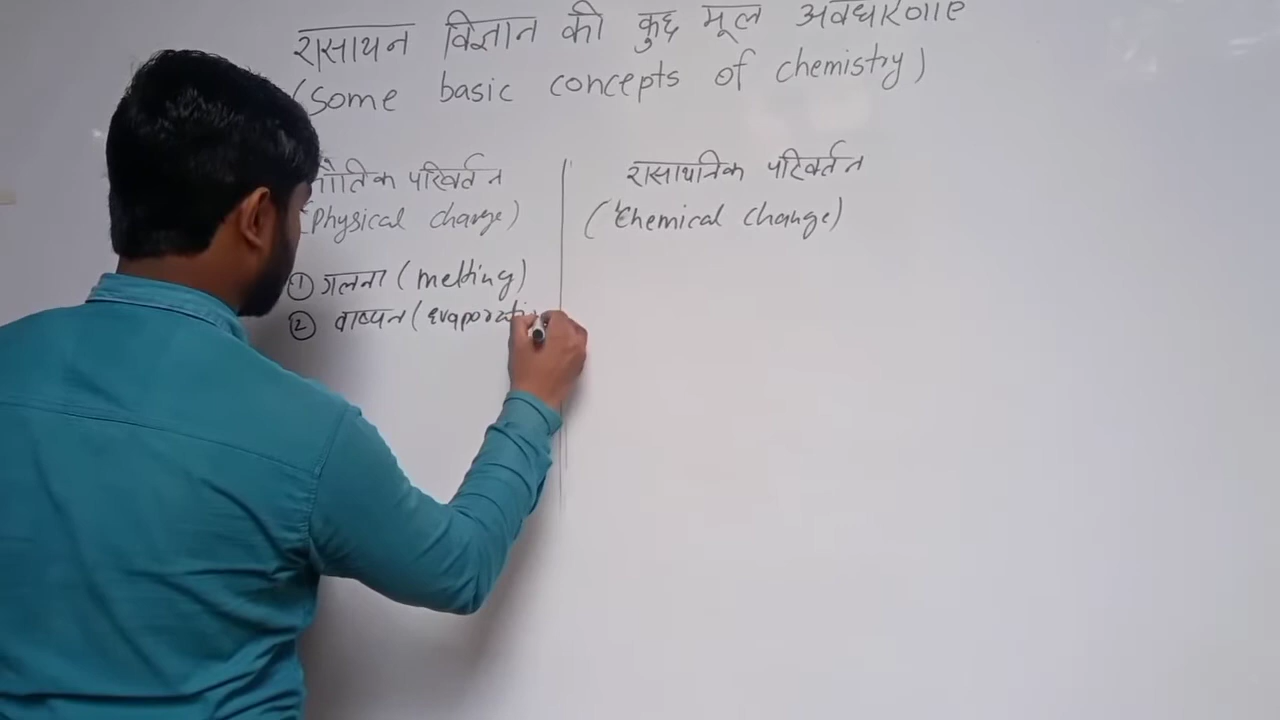 रासायन विज्ञान की कुछ मूल अवधारणाए
(Some basic concepts of chemistry)
भौतिक परिवर्तन
(Physical change)
① गलना (melting)
② वाष्पन (Evaporati
रासायनिक परिवर्तन
(Chemical change)